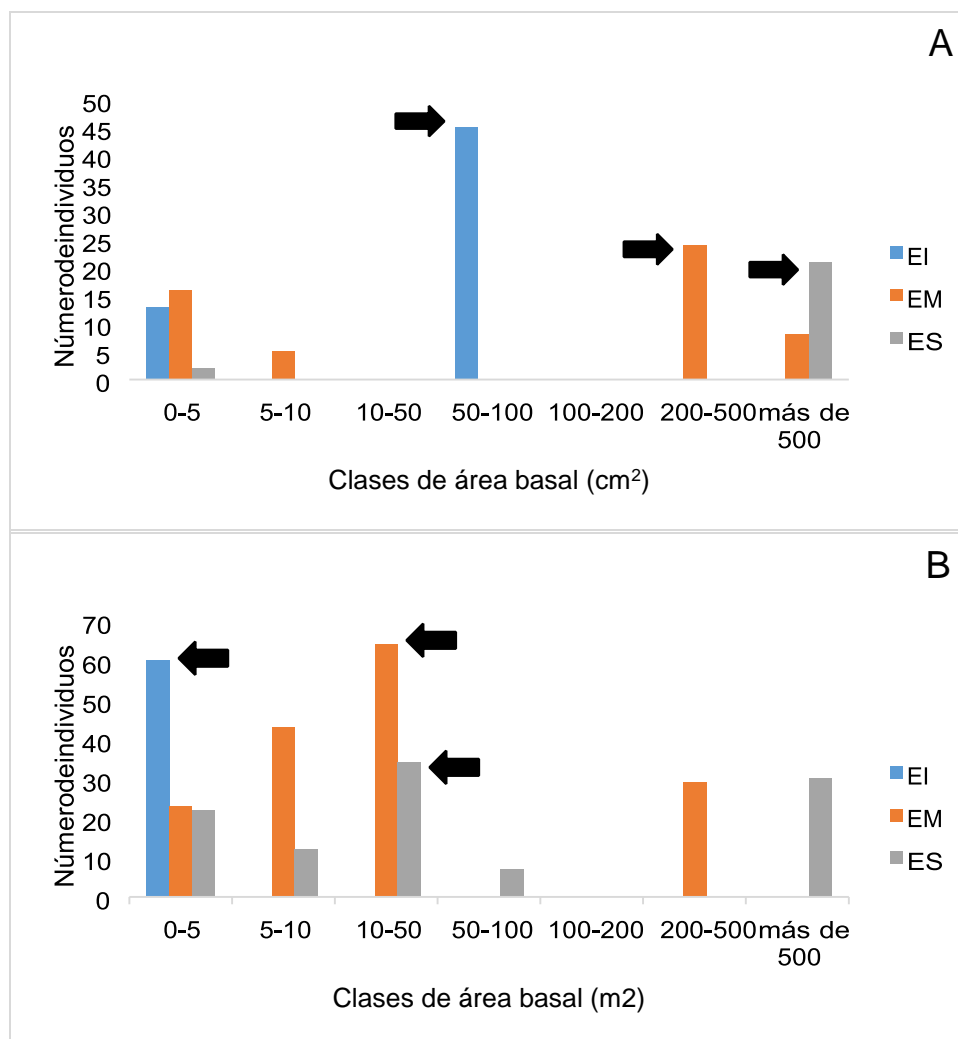 A
Númerodeindividuos
50
45
40
35
30
25
20
15
10
5
0
0-5 5-10 10-50 50-100 100-200 200-500 más de
500
Clases de área basal (cm²)
EI
EM
ES
B
Númerodeindividuos
70
60
50
40
30
20
10
0
0-5 5-10 10-50 50-100 100-200 200-500 más de
500
Clases de área basal (m2)
EI
EM
ES